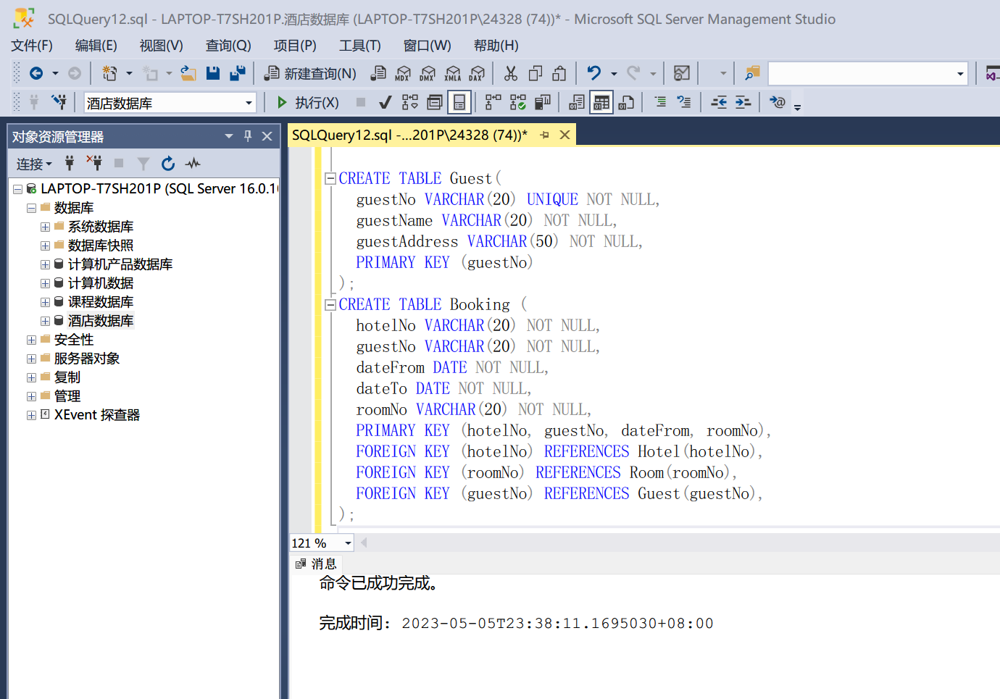 SQLQuery12.sql - LAPTOP-T7SH201P.酒店数据库 (LAPTOP-T7SH201P\24328 (74))* - Microsoft SQL Server Management Studio
文件(F) 编辑(E) 视图(V) 查询(Q) 项目(P) 工具(T) 窗口(W) 帮助(H)
新建查询(N) MDX DMX XMLA DAX
酒店数据库 执行(X)
对象资源管理器
连接
LAPTOP-T7SH201P (SQL Server 16.0.10
数据库
系统数据库
数据库快照
计算机产品数据库
计算机数据
课程数据库
酒店数据库
安全性
服务器对象
复制
管理
XEvent 探查器
SQLQuery12.sql -...201P\24328 (74))*
CREATE TABLE Guest(
guestNo VARCHAR(20) UNIQUE NOT NULL,
guestName VARCHAR(20) NOT NULL,
guestAddress VARCHAR(50) NOT NULL,
PRIMARY KEY (guestNo)
);
CREATE TABLE Booking (
hotelNo VARCHAR(20) NOT NULL,
guestNo VARCHAR(20) NOT NULL,
dateFrom DATE NOT NULL,
dateTo DATE NOT NULL,
roomNo VARCHAR(20) NOT NULL,
PRIMARY KEY (hotelNo, guestNo, dateFrom, roomNo),
FOREIGN KEY (hotelNo) REFERENCES Hotel(hotelNo),
FOREIGN KEY (roomNo) REFERENCES Room(roomNo),
FOREIGN KEY (guestNo) REFERENCES Guest(guestNo),
);
121 %
消息
命令已成功完成。
完成时间: 2023-05-05T23:38:11.1695030+08:00